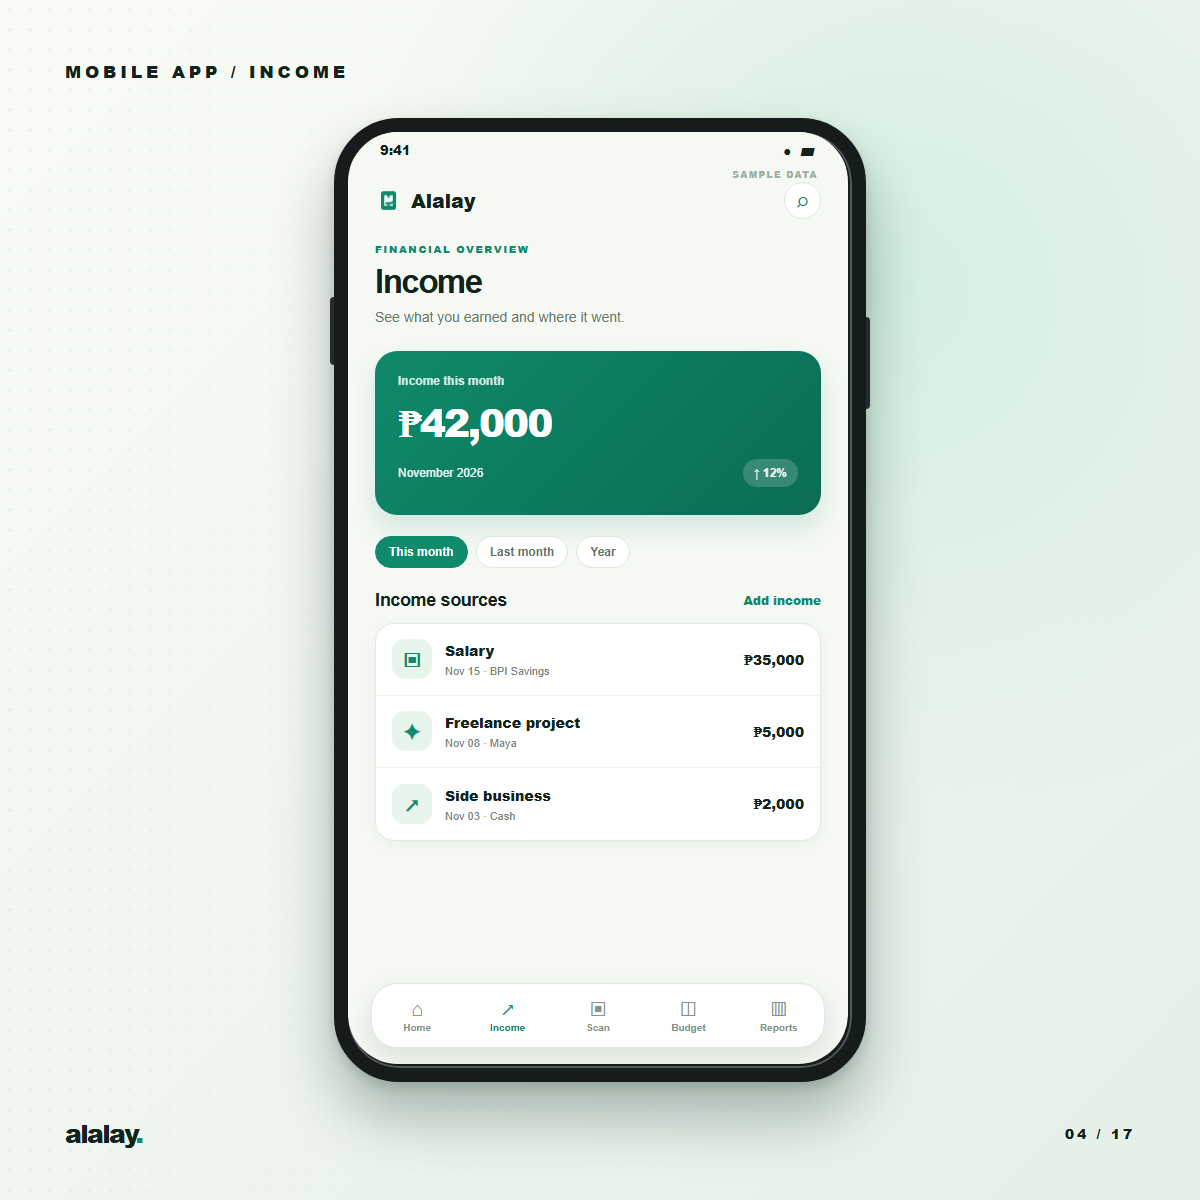 MOBILE APP / INCOME
9:41
SAMPLE DATA
Alalay
FINANCIAL OVERVIEW
Income
See what you earned and where it went.
Income this month
₱42,000
November 2026
↑ 12%
This month
Last month
Year
Income sources
Add income
Salary
Nov 15 · BPI Savings
₱35,000
Freelance project
Nov 08 · Maya
₱5,000
Side business
Nov 03 · Cash
₱2,000
Home
Income
Scan
Budget
Reports
alalay.
04 / 17